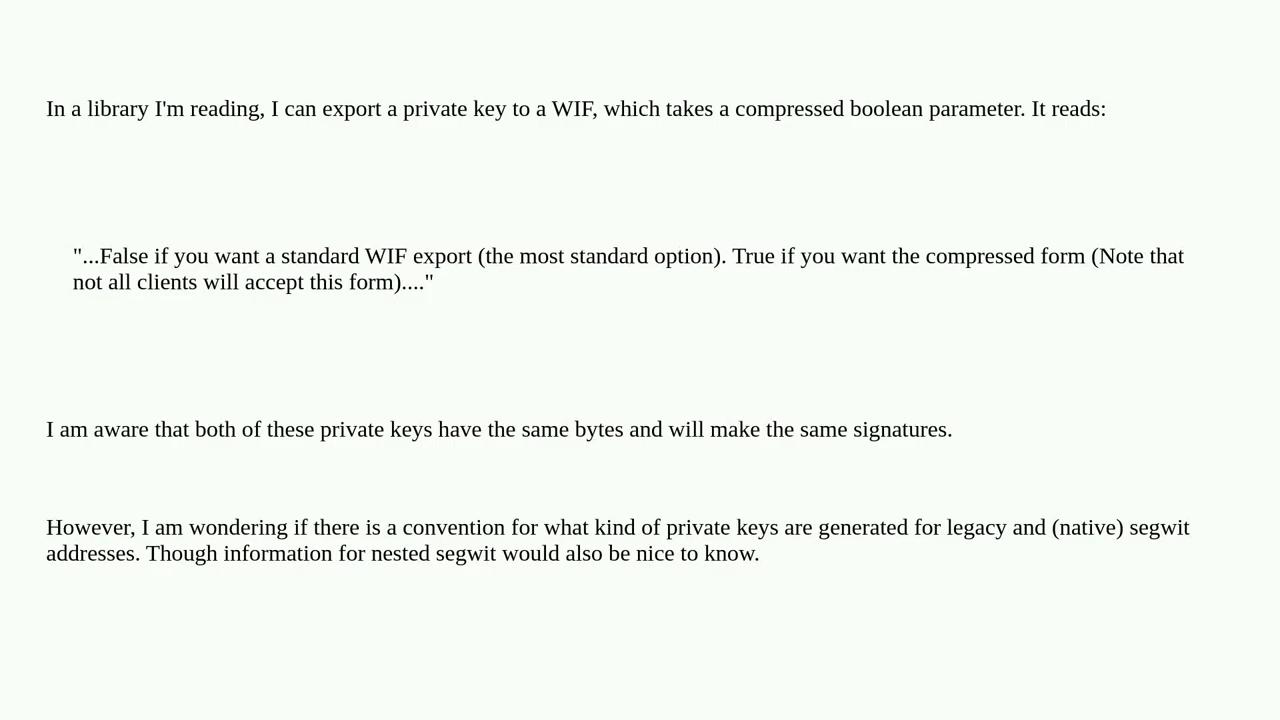 In a library I'm reading, I can export a private key to a WIF, which takes a compressed boolean parameter. It reads:
"...False if you want a standard WIF export (the most standard option). True if you want the compressed form (Note that
not all clients will accept this form)...."
I am aware that both of these private keys have the same bytes and will make the same signatures.
However, I am wondering if there is a convention for what kind of private keys are generated for legacy and (native) segwit
addresses. Though information for nested segwit would also be nice to know.